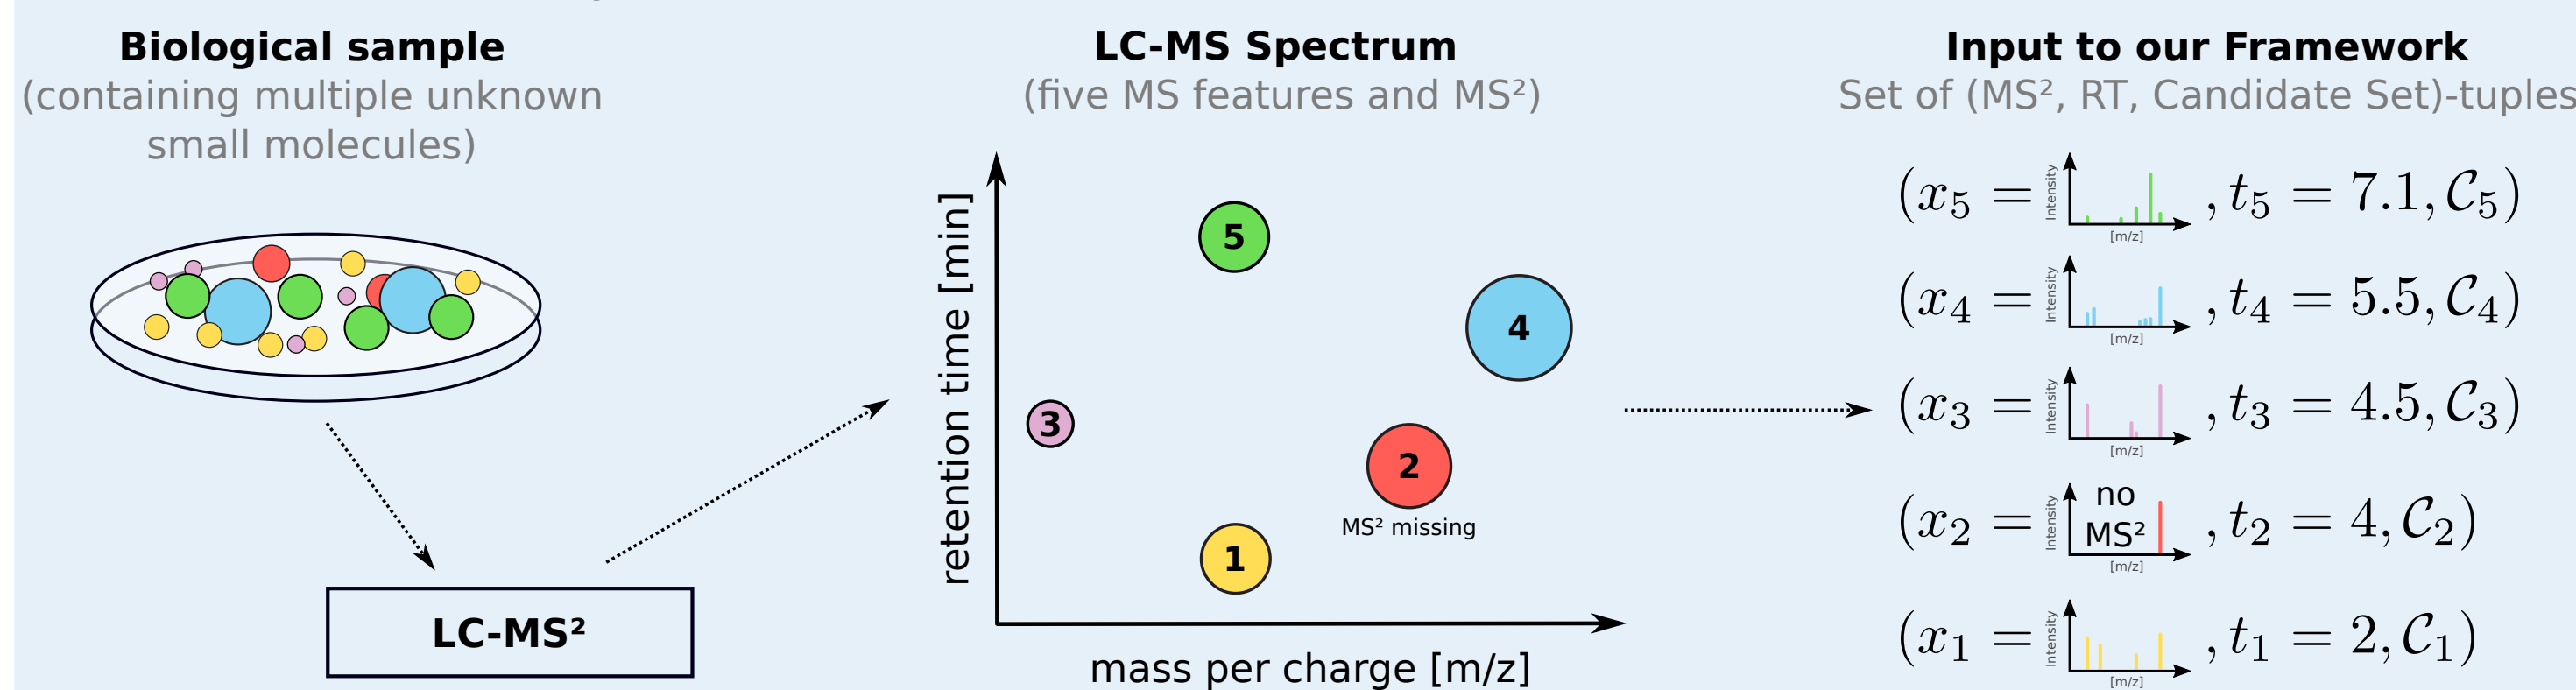 Biological sample
(containing multiple unknown
small molecules)
LC-MS²
LC-MS Spectrum
(five MS features and MS²)
retention time [min]
5
4
3
2
MS² missing
1
mass per charge [m/z]
Input to our Framework
Set of (MS², RT, Candidate Set)-tuples
(x₅ = Intensity [m/z] , t₅ = 7.1, 𝒞₅)
(x₄ = Intensity [m/z] , t₄ = 5.5, 𝒞₄)
(x₃ = Intensity [m/z] , t₃ = 4.5, 𝒞₃)
(x₂ = Intensity no MS² [m/z] , t₂ = 4, 𝒞₂)
(x₁ = Intensity [m/z] , t₁ = 2, 𝒞₁)